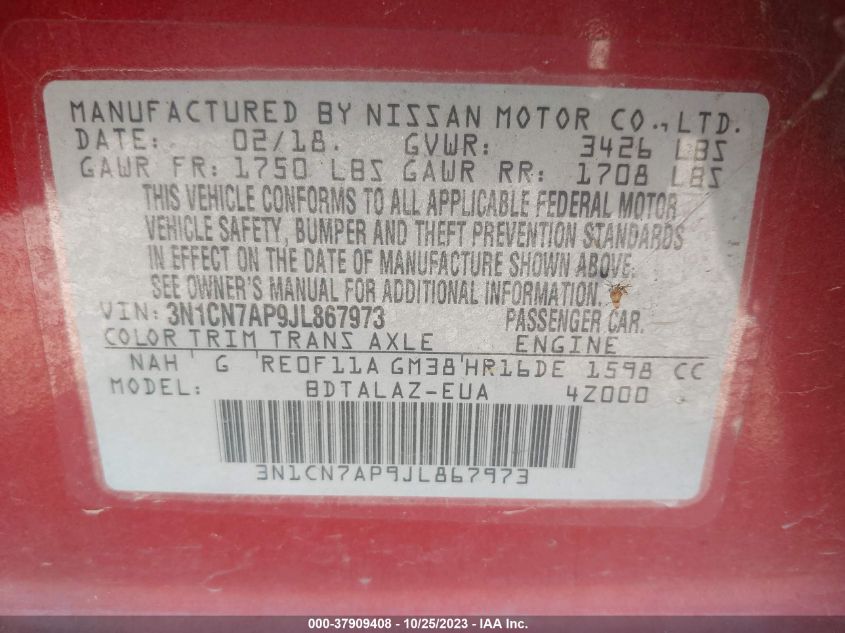 MANUFACTURED BY NISSAN MOTOR CO., LTD.
DATE: 02/18. GVWR: 3426 LBS
GAWR FR: 1750 LBS GAWR RR: 1708 LBS
THIS VEHICLE CONFORMS TO ALL APPLICABLE FEDERAL MOTOR
VEHICLE SAFETY, BUMPER AND THEFT PREVENTION STANDARDS
IN EFFECT ON THE DATE OF MANUFACTURE SHOWN ABOVE.
SEE OWNER'S MANUAL FOR ADDITIONAL INFORMATION.
VIN: 3N1CN7AP9JL867973 PASSENGER CAR.
COLOR TRIM TRANS AXLE ENGINE
NAH G RE0F11A GM38 HR16DE 1598 CC
MODEL: BDTALAZ-EUA 4Z000
3N1CN7AP9JL867973
000-37909408 - 10/25/2023 - IAA Inc.